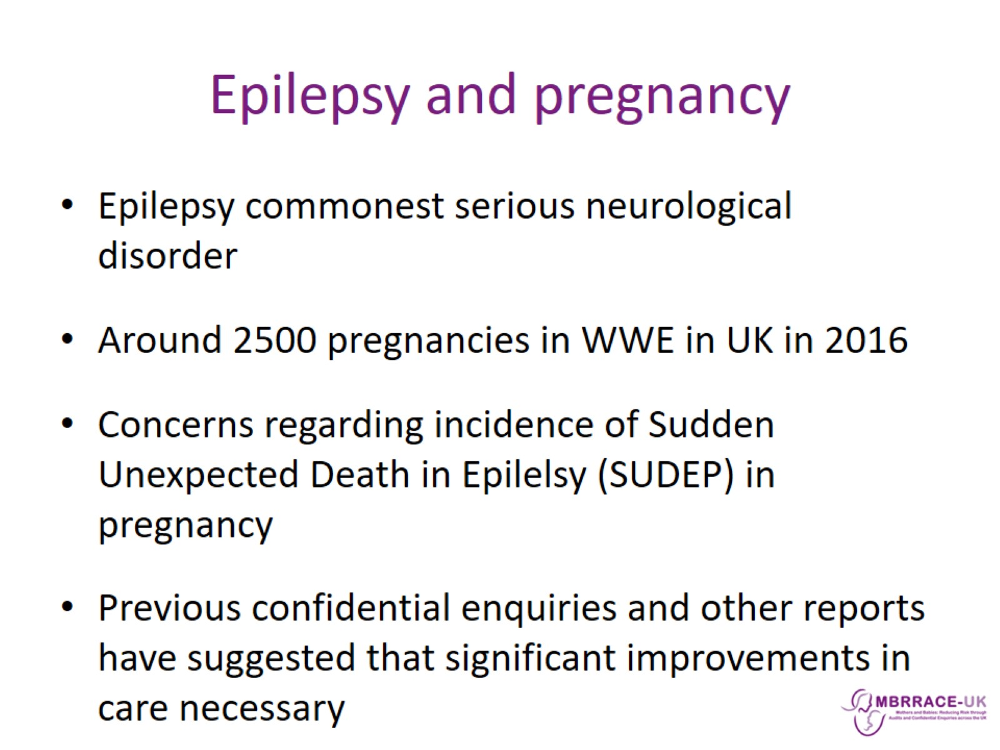 Epilepsy and pregnancy
• Epilepsy commonest serious neurological
disorder
• Around 2500 pregnancies in WWE in UK in 2016
• Concerns regarding incidence of Sudden
Unexpected Death in Epilelsy (SUDEP) in
pregnancy
• Previous confidential enquiries and other reports
have suggested that significant improvements in
care necessary
MBRRACE-UK
Mothers and Babies: Reducing Risk through
Audits and Confidential Enquiries across the UK